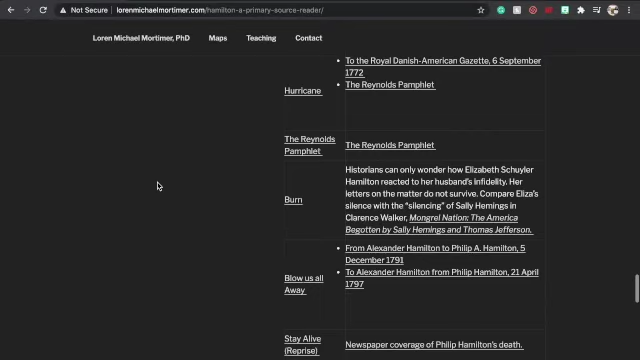 Not Secure | lorenmichaelmortimer.com/hamilton-a-primary-source-reader/
Loren Michael Mortimer, PhD Maps Teaching Contact
Hurricane
• To the Royal Danish-American Gazette, 6 September
1772
• The Reynolds Pamphlet
The Reynolds
Pamphlet
The Reynolds Pamphlet
Burn
Historians can only wonder how Elizabeth Schuyler
Hamilton reacted to her husband's infidelity. Her
letters on the matter do not survive. Compare Eliza's
silence with the "silencing" of Sally Hemings in
Clarence Walker, Mongrel Nation: The America
Begotten by Sally Hemings and Thomas Jefferson.
Blow us all
Away
• From Alexander Hamilton to Philip A. Hamilton, 5
December 1791
• To Alexander Hamilton from Philip Hamilton, 21 April
1797
Stay Alive
(Reprise)
Newspaper coverage of Philip Hamilton's death.